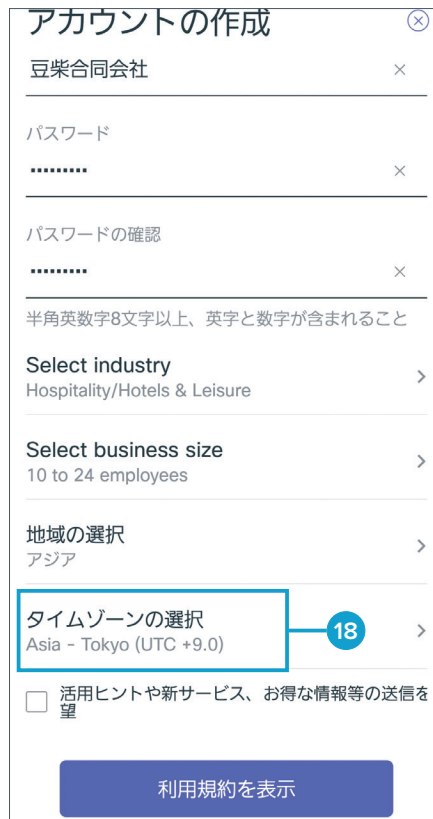 アカウントの作成
豆柴合同会社
パスワード
•••••••••
パスワードの確認
•••••••••
半角英数字8文字以上、英字と数字が含まれること
Select industry
Hospitality/Hotels & Leisure
Select business size
10 to 24 employees
地域の選択
アジア
タイムゾーンの選択
Asia - Tokyo (UTC +9.0)
18
活用ヒントや新サービス、お得な情報等の送信を
望
利用規約を表示